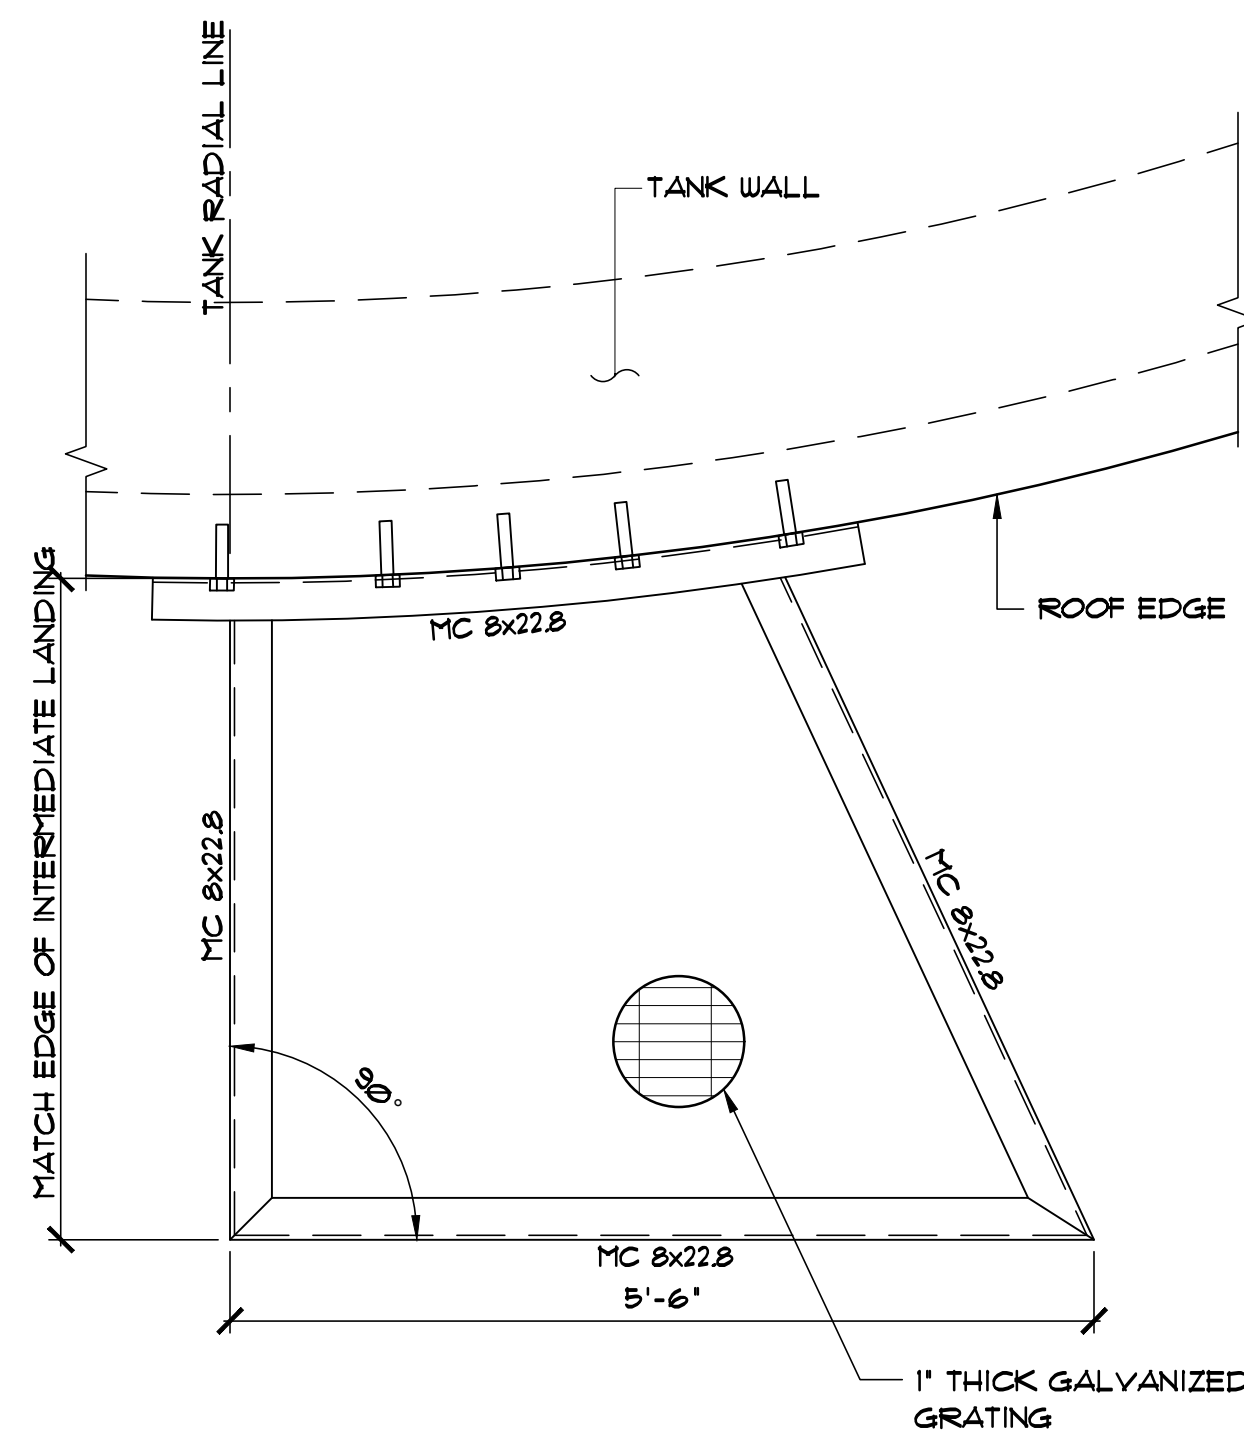 TANK RADIAL LINE
TANK WALL
ROOF EDGE
MC 8x22.8
MATCH EDGE OF INTERMEDIATE LANDING
MC 8x22.8
MC 8x22.8
90°
MC 8x22.8
5'-6"
1" THICK GALVANIZED
GRATING